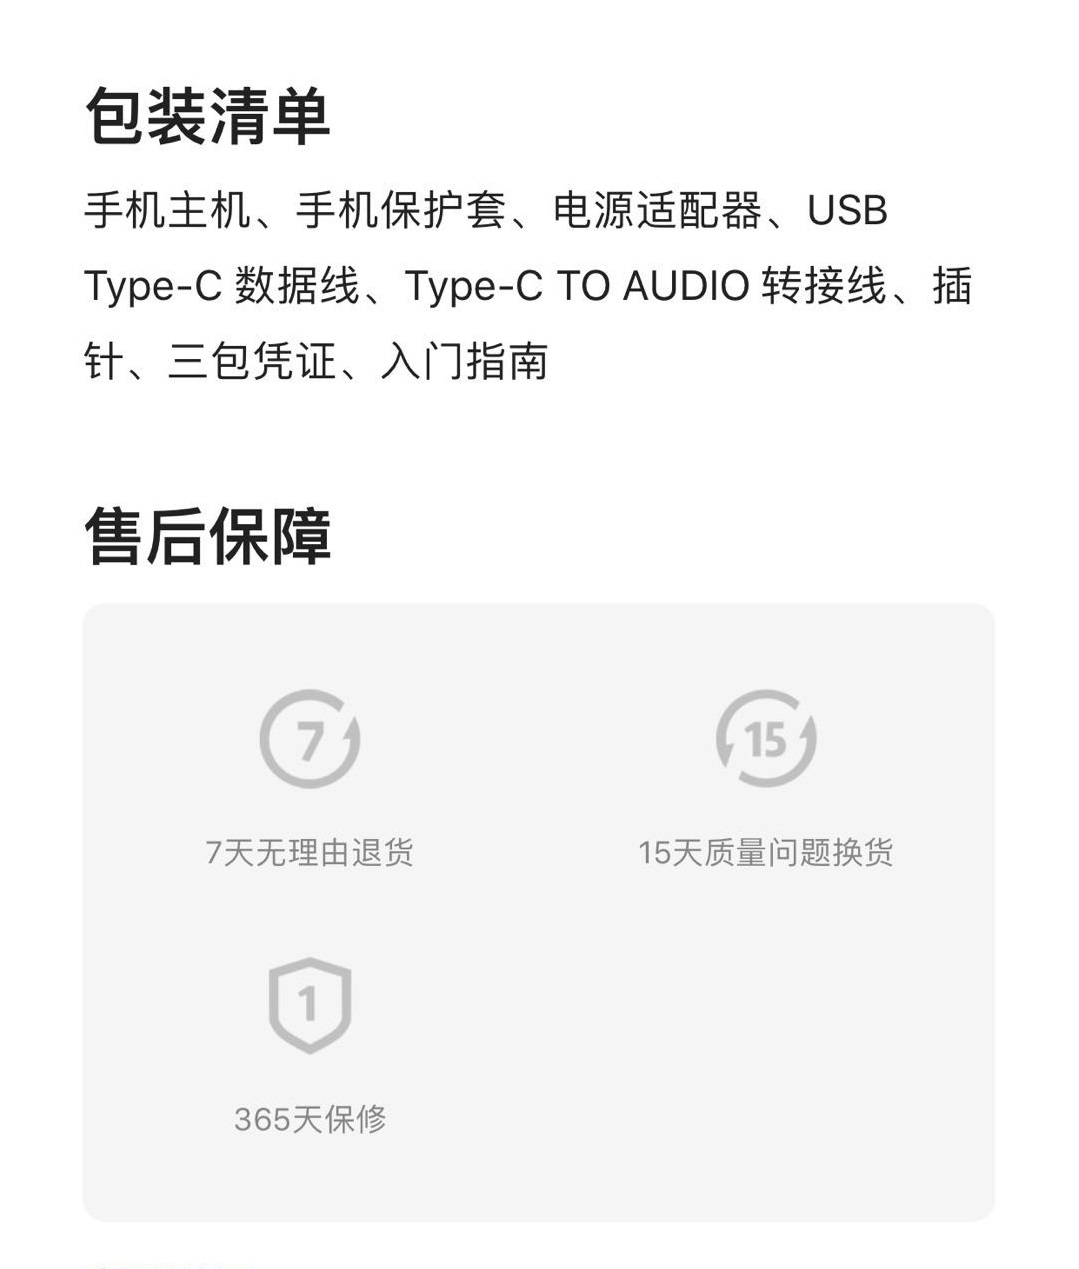 包装清单
手机主机、手机保护套、电源适配器、USB
Type-C 数据线、Type-C TO AUDIO 转接线、插
针、三包凭证、入门指南
售后保障
7
15
7天无理由退货
15天质量问题换货
1
365天保修